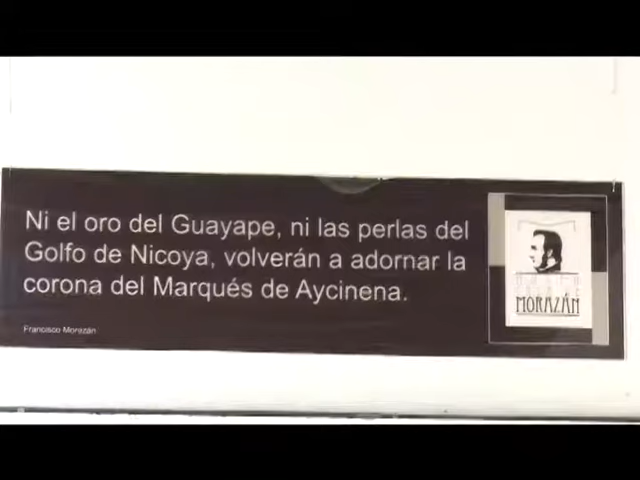 Ni el oro del Guayape, ni las perlas del
Golfo de Nicoya, volverán a adornar la
corona del Marqués de Aycinena.
Francisco Morazán
MORAZÁN